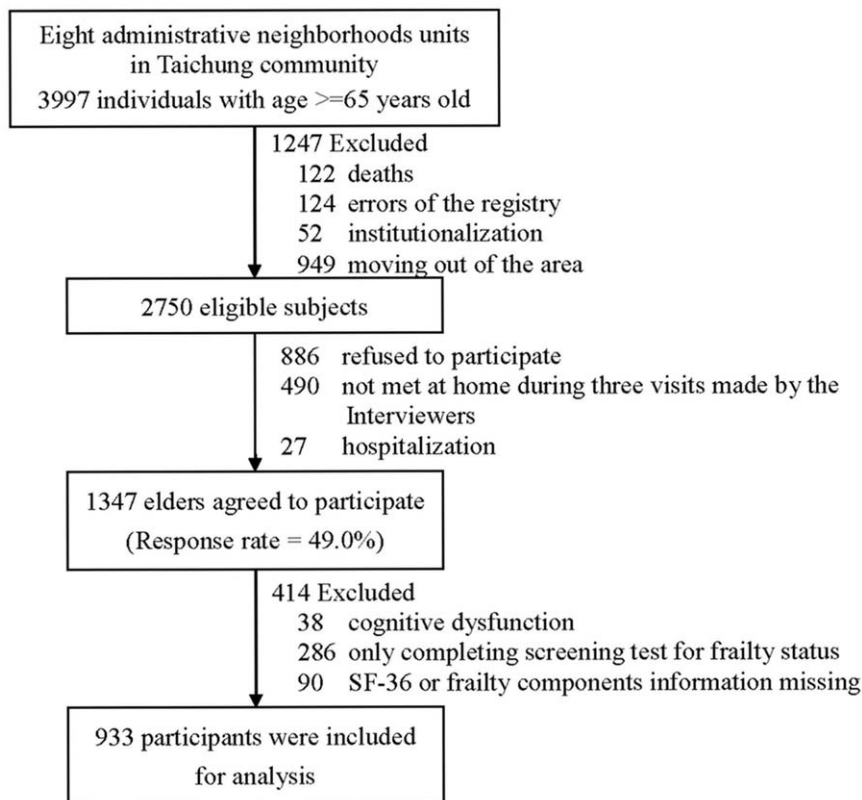 Eight administrative neighborhoods units
in Taichung community
3997 individuals with age >=65 years old
1247 Excluded
122 deaths
124 errors of the registry
52 institutionalization
949 moving out of the area
2750 eligible subjects
886 refused to participate
490 not met at home during three visits made by the
Interviewers
27 hospitalization
1347 elders agreed to participate
(Response rate = 49.0%)
414 Excluded
38 cognitive dysfunction
286 only completing screening test for frailty status
90 SF-36 or frailty components information missing
933 participants were included
for analysis